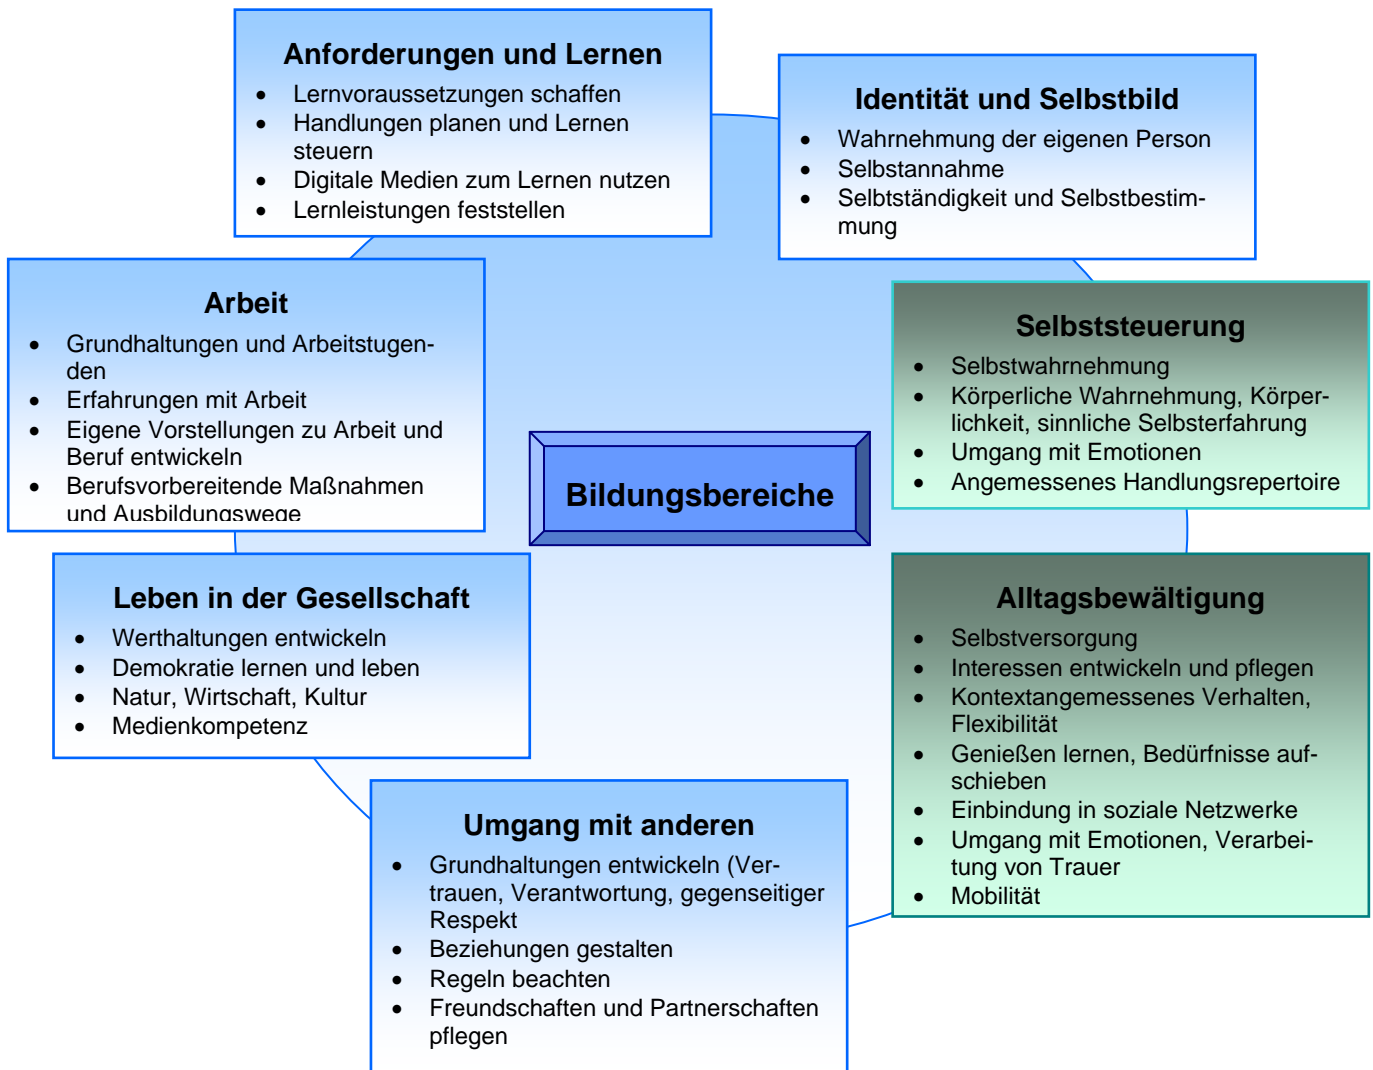 Anforderungen und Lernen
• Lernvoraussetzungen schaffen
• Handlungen planen und Lernen
steuern
• Digitale Medien zum Lernen nutzen
• Lernleistungen feststellen
Identität und Selbstbild
• Wahrnehmung der eigenen Person
• Selbstannahme
• Selbtständigkeit und Selbstbestim-
mung
Selbststeuerung
• Selbstwahrnehmung
• Körperliche Wahrnehmung, Körper-
lichkeit, sinnliche Selbsterfahrung
• Umgang mit Emotionen
• Angemessenes Handlungsrepertoire
Arbeit
• Grundhaltungen und Arbeitstugen-
den
• Erfahrungen mit Arbeit
• Eigene Vorstellungen zu Arbeit und
Beruf entwickeln
• Berufsvorbereitende Maßnahmen
und Ausbildungswege
Bildungsbereiche
Leben in der Gesellschaft
• Werthaltungen entwickeln
• Demokratie lernen und leben
• Natur, Wirtschaft, Kultur
• Medienkompetenz
Alltagsbewältigung
• Selbstversorgung
• Interessen entwickeln und pflegen
• Kontextangemessenes Verhalten,
Flexibilität
• Genießen lernen, Bedürfnisse auf-
schieben
• Einbindung in soziale Netzwerke
• Umgang mit Emotionen, Verarbei-
tung von Trauer
• Mobilität
Umgang mit anderen
• Grundhaltungen entwickeln (Ver-
trauen, Verantwortung, gegenseitiger
Respekt
• Beziehungen gestalten
• Regeln beachten
• Freundschaften und Partnerschaften
pflegen